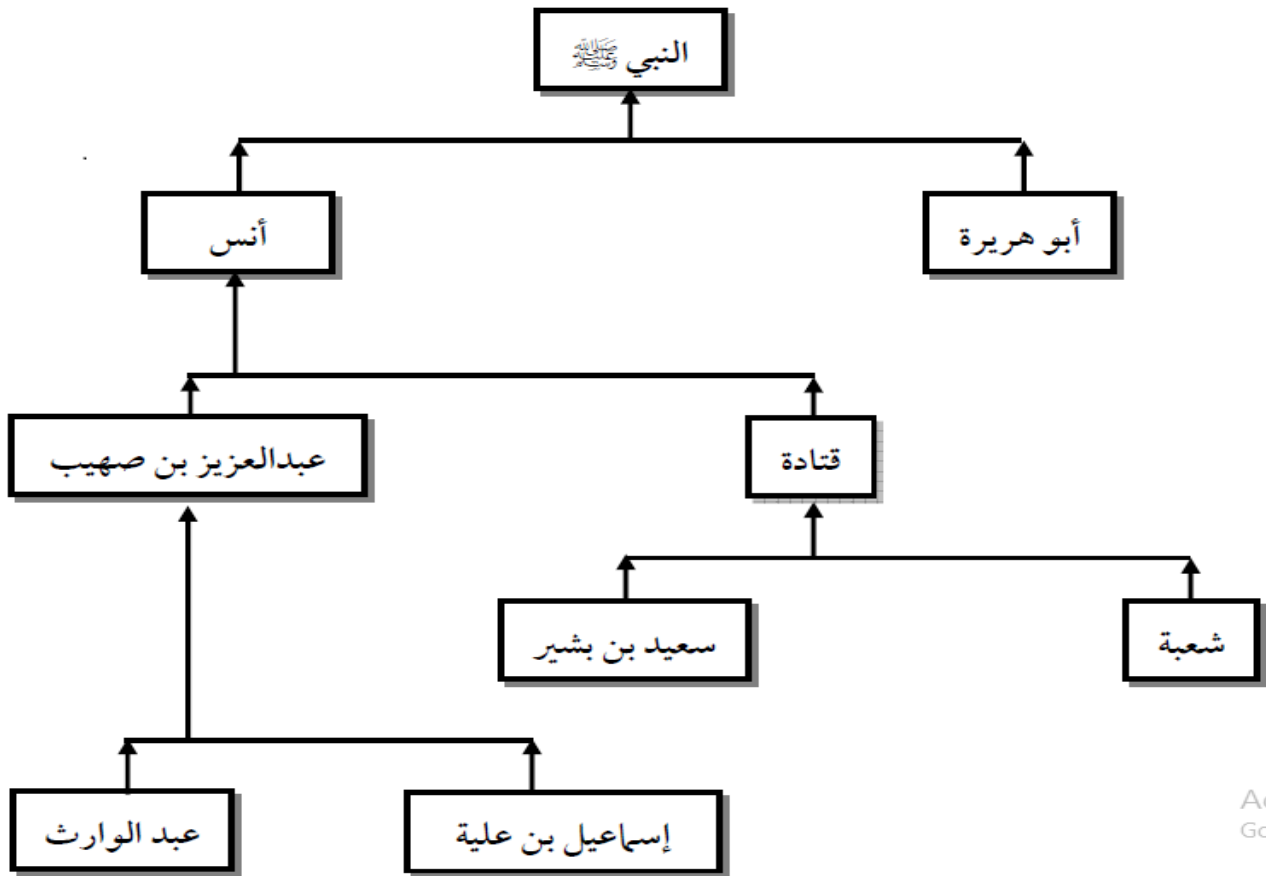 النبي ﷺ
أبو هريرة
أنس
قتادة
عبدالعزيز بن صهيب
شعبة
سعيد بن بشير
إسماعيل بن علية
عبد الوارث